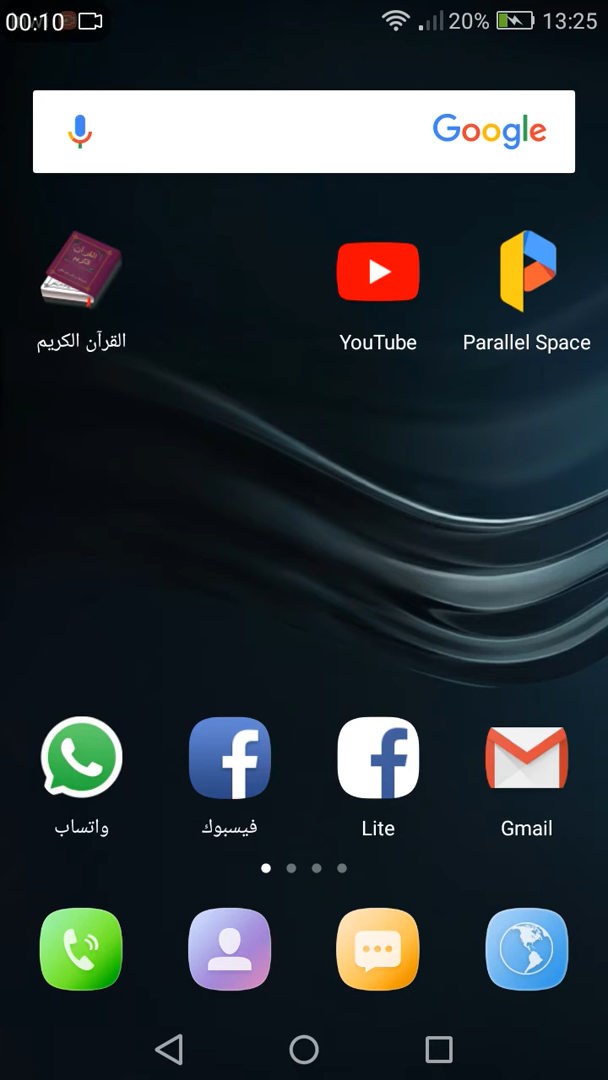 00:10
20%
13:25
Google
القرآن الكريم
YouTube
Parallel Space
واتساب
فيسبوك
Lite
Gmail